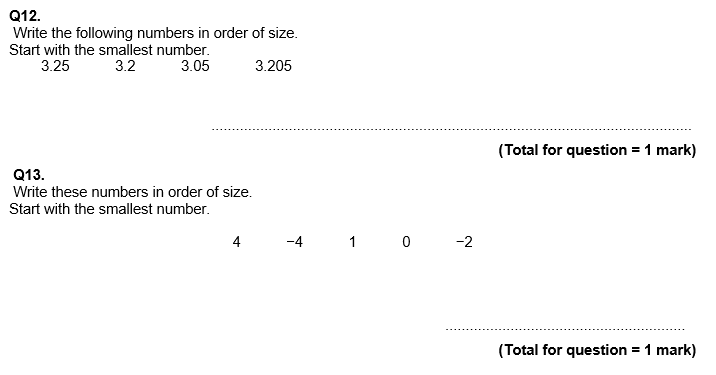 Q12.
Write the following numbers in order of size.
Start with the smallest number.
3.25 3.2 3.05 3.205
(Total for question = 1 mark)
Q13.
Write these numbers in order of size.
Start with the smallest number.
4 −4 1 0 −2
(Total for question = 1 mark)